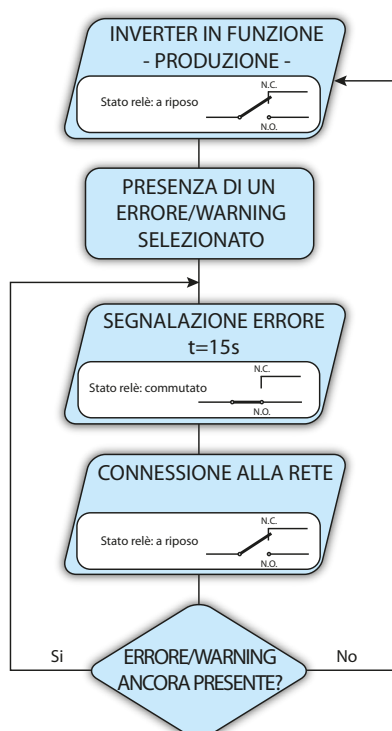 INVERTER IN FUNZIONE
- PRODUZIONE -
N.C.
Stato relè: a riposo
N.O.
PRESENZA DI UN
ERRORE/WARNING
SELEZIONATO
SEGNALAZIONE ERRORE
t=15s
N.C.
Stato relè: commutato
N.O.
CONNESSIONE ALLA RETE
N.C.
Stato relè: a riposo
N.O.
Si
ERRORE/WARNING
ANCORA PRESENTE?
No